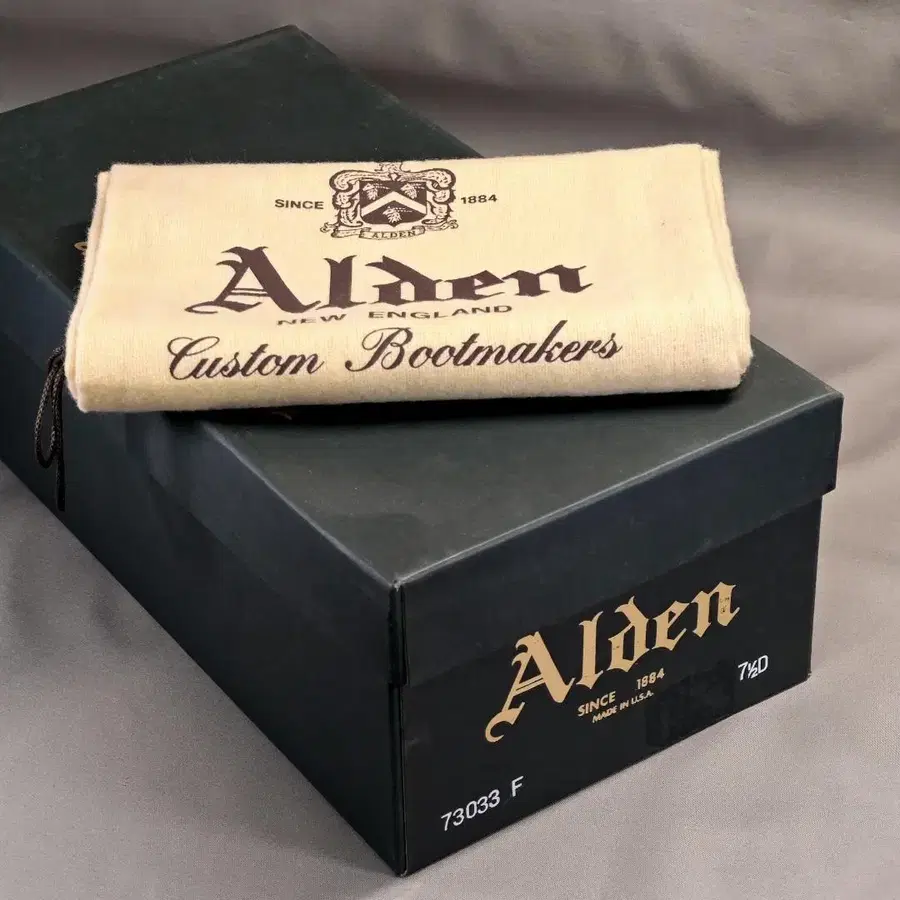 SINCE 1884
ALDEN
Alden
NEW ENGLAND
Custom Bootmakers
Alden
SINCE 1884
MADE IN U.S.A.
7½D
73033 F